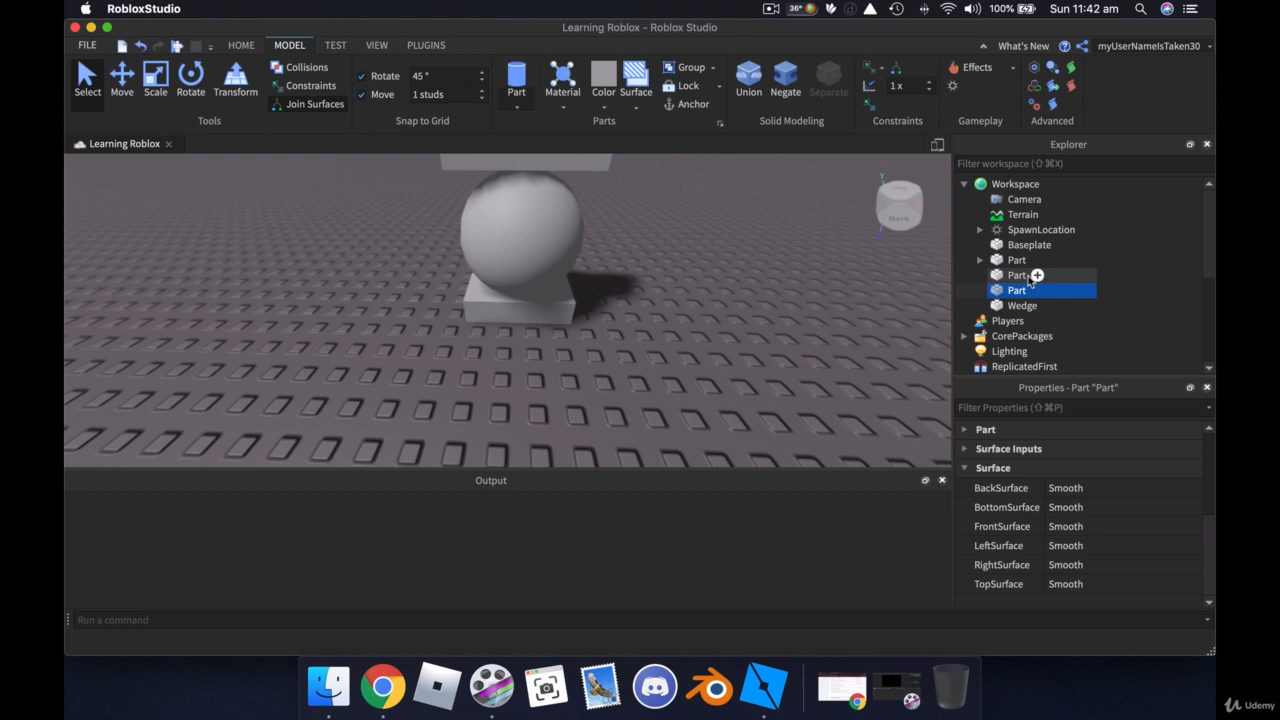 RobloxStudio
36°
100%
Sun 11:42 am
Learning Roblox - Roblox Studio
FILE
HOME
MODEL
TEST
VIEW
PLUGINS
What's New
myUserNameIsTaken30
Select
Move
Scale
Rotate
Transform
Collisions
Constraints
Join Surfaces
Tools
Rotate
45 °
Move
1 studs
Snap to Grid
Part
Material
Color
Surface
Group
Lock
Anchor
Parts
Union
Negate
Separate
Solid Modeling
1 x
Constraints
Effects
Gameplay
Advanced
Learning Roblox
Y
Back
Explorer
Filter workspace (⇧⌘X)
Workspace
Camera
Terrain
SpawnLocation
Baseplate
Part
Part
Part
Wedge
Players
CorePackages
Lighting
ReplicatedFirst
Properties - Part "Part"
Filter Properties (⇧⌘P)
Part
Surface Inputs
Surface
BackSurface Smooth
BottomSurface Smooth
FrontSurface Smooth
LeftSurface Smooth
RightSurface Smooth
TopSurface Smooth
Output
Run a command
Udemy